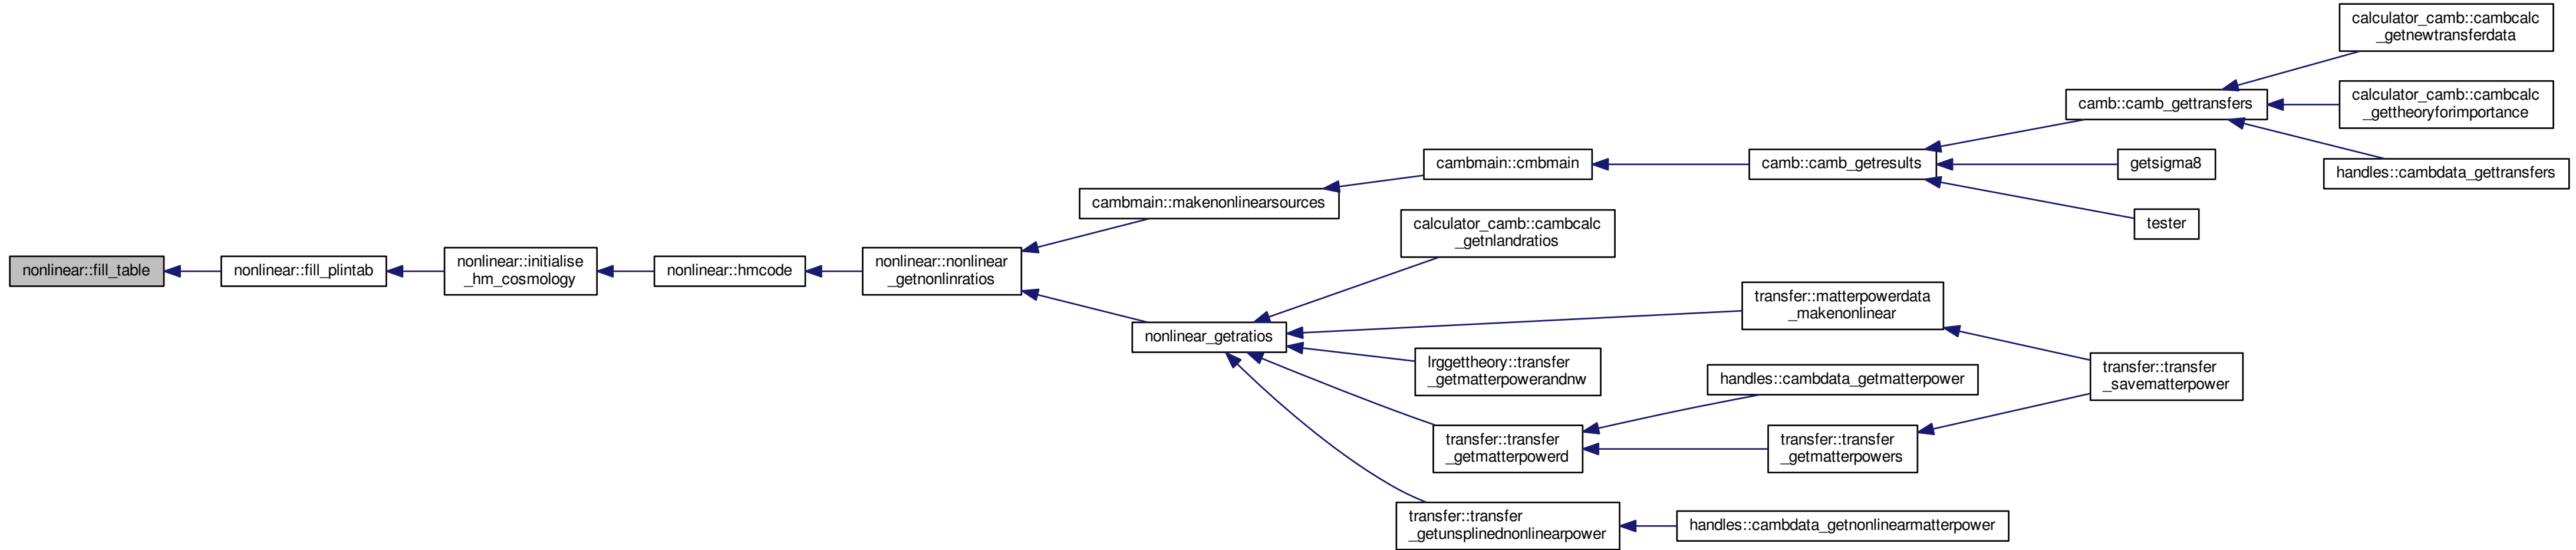 calculator_camb::cambcalc
_getnewtransferdata
camb::camb_gettransfers
calculator_camb::cambcalc
_gettheoryforimportance
cambmain::cmbmain
camb::camb_getresults
getsigma8
handles::cambdata_gettransfers
cambmain::makenonlinearsources
tester
calculator_camb::cambcalc
_getnlandratios
nonlinear::fill_table
nonlinear::fill_plintab
nonlinear::initialise
_hm_cosmology
nonlinear::hmcode
nonlinear::nonlinear
_getnonlinratios
transfer::matterpowerdata
_makenonlinear
nonlinear_getratios
lrggettheory::transfer
_getmatterpowerandnw
handles::cambdata_getmatterpower
transfer::transfer
_savematterpower
transfer::transfer
_getmatterpowerd
transfer::transfer
_getmatterpowers
transfer::transfer
_getunsplinednonlinearpower
handles::cambdata_getnonlinearmatterpower